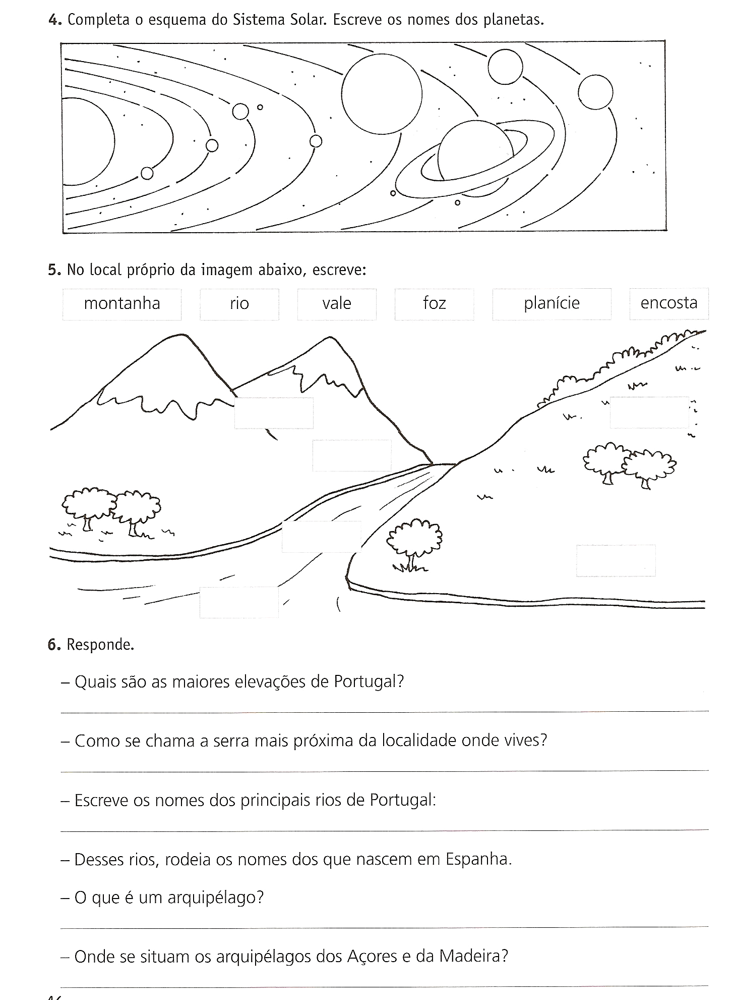 4. Completa o esquema do Sistema Solar. Escreve os nomes dos planetas.
5. No local próprio da imagem abaixo, escreve:
montanha rio vale foz planície encosta
6. Responde.
– Quais são as maiores elevações de Portugal?
– Como se chama a serra mais próxima da localidade onde vives?
– Escreve os nomes dos principais rios de Portugal:
– Desses rios, rodeia os nomes dos que nascem em Espanha.
– O que é um arquipélago?
– Onde se situam os arquipélagos dos Açores e da Madeira?